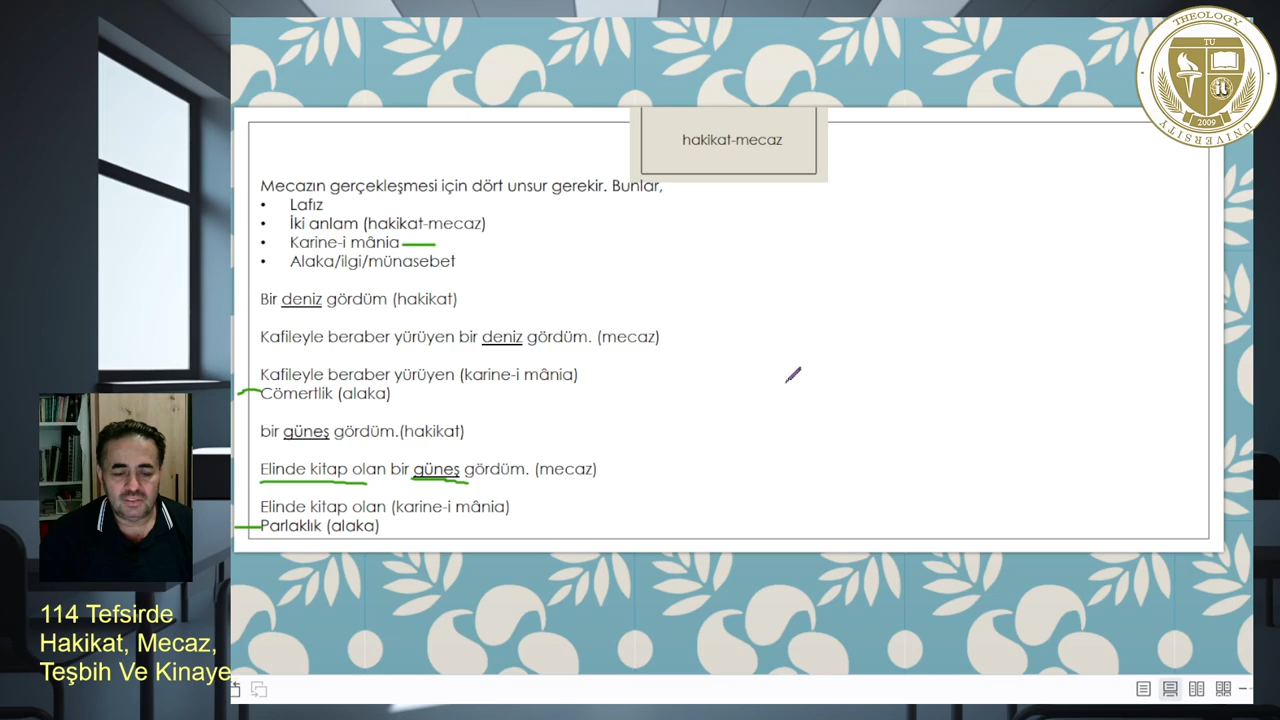 THEOLOGY
TU
it
2009
UNIVERSITY
hakikat-mecaz
Mecazın gerçekleşmesi için dört unsur gerekir. Bunlar,
• Lafız
• İki anlam (hakikat-mecaz)
• Karine-i mânia
• Alaka/ilgi/münasebet
Bir deniz gördüm (hakikat)
Kafileyle beraber yürüyen bir deniz gördüm. (mecaz)
Kafileyle beraber yürüyen (karine-i mânia)
Cömertlik (alaka)
bir güneş gördüm.(hakikat)
Elinde kitap olan bir güneş gördüm. (mecaz)
Elinde kitap olan (karine-i mânia)
Parlaklık (alaka)
114 Tefsirde
Hakikat, Mecaz,
Teşbih Ve Kinaye